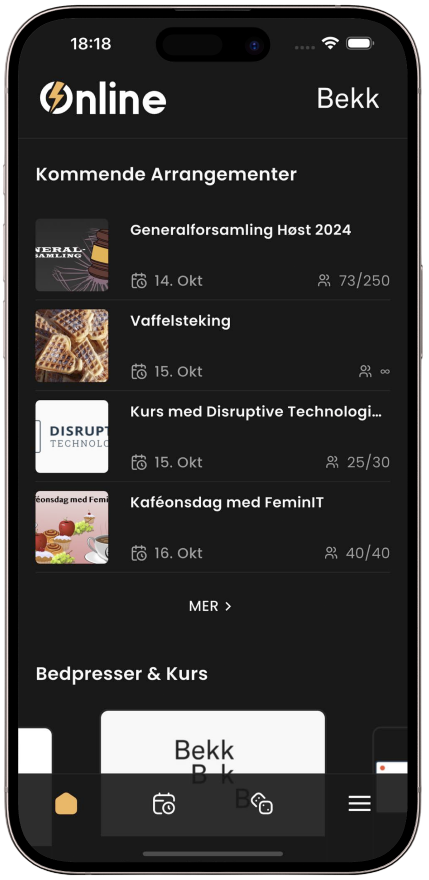 18:18
Online
Bekk
Kommende Arrangementer
NERAL-
SAMLING
Generalforsamling Høst 2024
14. Okt
73/250
Vaffelsteking
15. Okt
∞
DISRUPT
TECHNOLO
Kurs med Disruptive Technologi...
15. Okt
25/30
éonsdag med Femi
Kaféonsdag med FeminIT
16. Okt
40/40
MER >
Bedpresser & Kurs
Bekk
B k
B